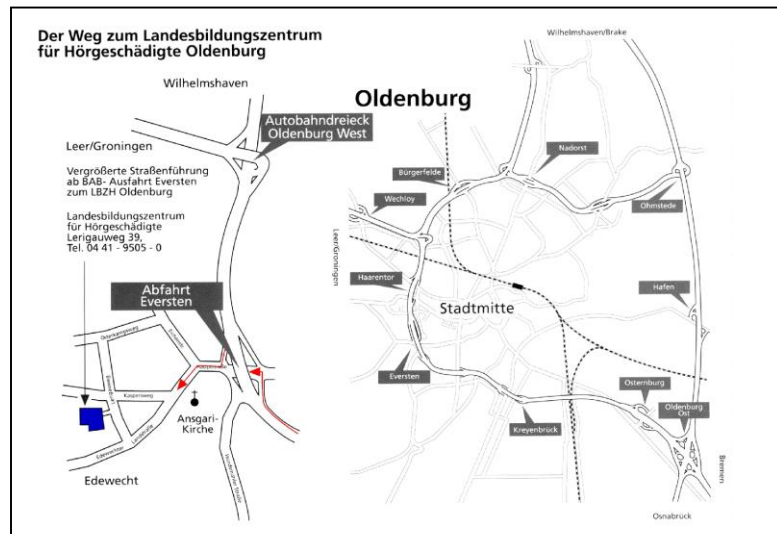 Der Weg zum Landesbildungszentrum
für Hörgeschädigte Oldenburg
Wilhelmshaven
Autobahndreieck
Oldenburg West
Leer/Groningen
Vergrößerte Straßenführung
ab BAB- Ausfahrt Eversten
zum LBZH Oldenburg
Landesbildungszentrum
für Hörgeschädigte
Lerigauweg 39,
Tel. 04 41 - 9505 - 0
Abfahrt
Eversten
Hauptstraße
Kaspersweg
Edewechter
Landstraße
Ansgari-
Kirche
Edewecht
Wilhelmshaven/Brake
Oldenburg
Nadorst
Bürgerfelde
Wechloy
Ohmstede
Leer/Groningen
Haarentor
Stadtmitte
Hafen
Eversten
Osternburg
Oldenburg
Ost
Kreyenbrück
Bremen
Osnabrück